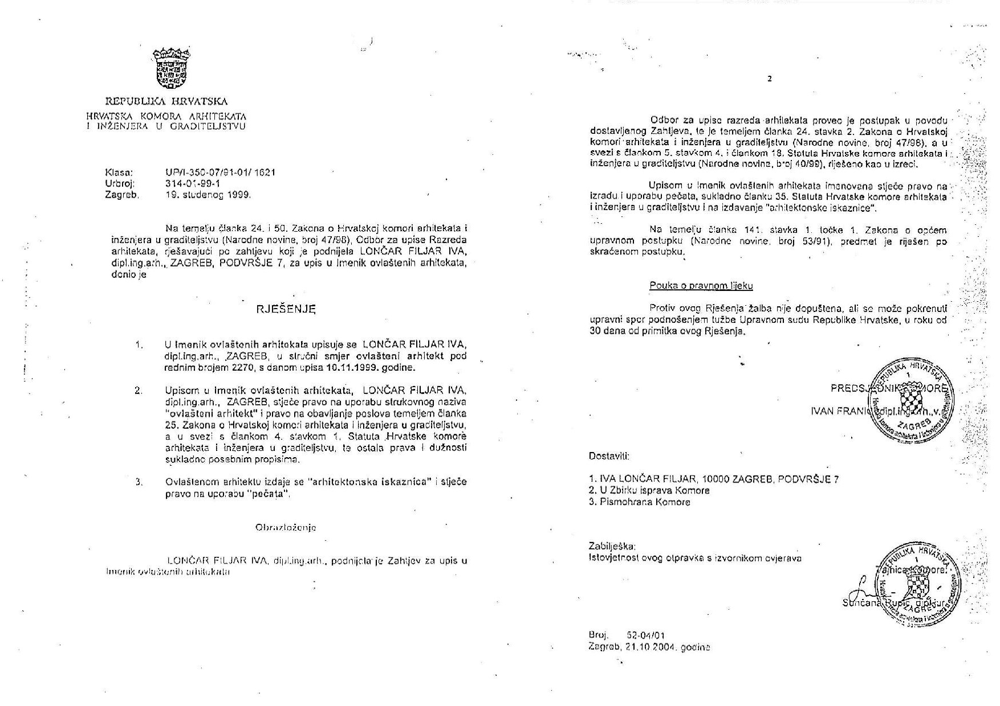 REPUBLIKA HRVATSKA
HRVATSKA KOMORA ARHITEKATA
I INŽENJERA U GRADITELJSTVU
Klasa: UP/I-350-07/91-01/ 1621
Urbroj: 314-01-99-1
Zagreb, 19. studenog 1999.
Na temelju članka 24. i 50. Zakona o Hrvatskoj komori arhitekata i
inženjera u graditeljstvu (Narodne novine, broj 47/98), Odbor za upise Razreda
arhitekata, rješavajući po zahtjevu koji je podnijela LONČAR FILJAR IVA,
dipl.ing.arh., ZAGREB, PODVRŠJE 7, za upis u Imenik ovlaštenih arhitekata,
donio je
RJEŠENJE
1. U Imenik ovlaštenih arhitekata upisuje se LONČAR FILJAR IVA,
dipl.ing.arh., ZAGREB, u stručni smjer ovlašteni arhitekt pod
rednim brojem 2270, s danom upisa 10.11.1999. godine.
2. Upisom u Imenik ovlaštenih arhitekata, LONČAR FILJAR IVA,
dipl.ing.arh., ZAGREB, stječe pravo na uporabu strukovnog naziva
"ovlašteni arhitekt" i pravo na obavljanje poslova temeljem članka
25. Zakona o Hrvatskoj komori arhitekata i inženjera u graditeljstvu,
a u svezi s člankom 4. stavkom 1. Statuta Hrvatske komore
arhitekata i inženjera u graditeljstvu, te ostala prava i dužnosti
sukladno posebnim propisima.
3. Ovlaštenom arhitektu izdaje se "arhitektonska iskaznica" i stječe
pravo na uporabu "pečata".
Obrazloženje
LONČAR FILJAR IVA, dipl.ing.arh., podnijela je Zahtjev za upis u
Imenik ovlaštenih arhitekata
2
Odbor za upise razreda arhitekata proveo je postupak u povodu
dostavljenog Zahtjeva, te je temeljem članka 24. stavka 2. Zakona o Hrvatskoj
komori arhitekata i inženjera u graditeljstvu (Narodne novine, broj 47/98), a u
svezi s člankom 5. stavkom 4. i člankom 18. Statuta Hrvatske komore arhitekata i
inženjera u graditeljstvu (Narodne novine, broj 40/99), riješeno kao u izreci.
Upisom u Imenik ovlaštenih arhitekata imenovana stječe pravo na
izradu i uporabu pečata, sukladno članku 35. Statuta Hrvatske komore arhitekata
i inženjera u graditeljstvu i na izdavanje "arhitektonske iskaznice".
Na temelju članka 141. stavka 1. točke 1. Zakona o općem
upravnom postupku (Narodne novine, broj 53/91), predmet je riješen po
skraćenom postupku.
Pouka o pravnom lijeku
Protiv ovog Rješenja žalba nije dopuštena, ali se može pokrenuti
upravni spor podnošenjem tužbe Upravnom sudu Republike Hrvatske, u roku od
30 dana od primitka ovog Rješenja.
REPUBLIKA HRVATSKA
1
PREDSJEDNIK KOMORE
IVAN FRANIĆ, dipl.ing.arh.,v.r.
ZAGREB
Hrvatska komora arhitekata i inženjera u graditeljstvu
Dostaviti:
1. IVA LONČAR FILJAR, 10000 ZAGREB, PODVRŠJE 7
2. U Zbirku isprava Komore
3. Pismohrana Komore
Zabilješka:
Istovjetnost ovog otpravka s izvornikom ovjerava
REPUBLIKA HRVATSKA
1
Tajnica Komore:
Sunčana Rupić, dipl.iur.
ZAGREB
Hrvatska komora arhitekata i inženjera u graditeljstvu
Broj. 52-04/01
Zagreb, 21.10.2004. godine